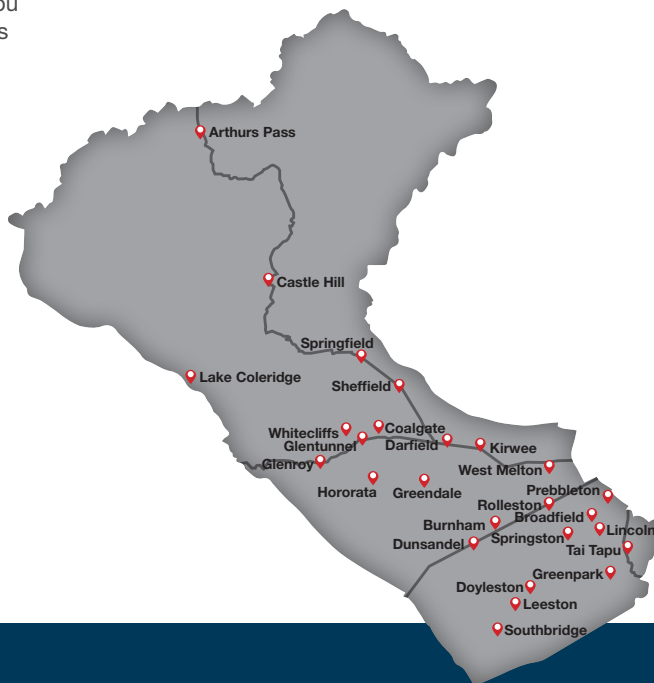 ou
s
Arthurs Pass
Castle Hill
Springfield
Lake Coleridge
Sheffield
Coalgate
Whitecliffs
Glentunnel
Darfield
Kirwee
Glenroy
West Melton
Hororata
Greendale
Prebbleton
Rolleston
Broadfield
Burnham
Lincoln
Springston
Dunsandel
Tai Tapu
Greenpark
Doyleston
Leeston
Southbridge